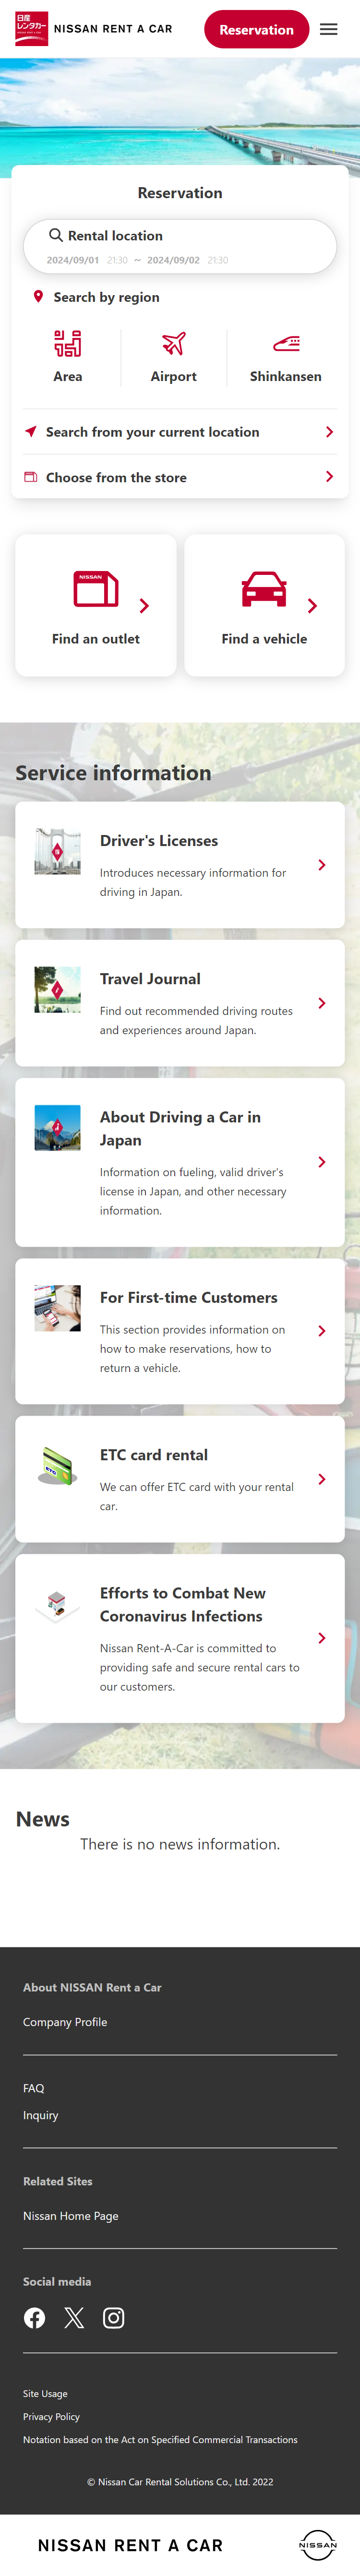 日産
レンタカー
NISSAN RENT A CAR
Reservation
Reservation
Rental location
2024/09/01 21:30 ~ 2024/09/02 21:30
Search by region
Area Airport Shinkansen
Search from your current location
Choose from the store
NISSAN
Find an outlet
Find a vehicle
Service information
Driver's Licenses
Introduces necessary information for
driving in Japan.
Travel Journal
Find out recommended driving routes
and experiences around Japan.
About Driving a Car in
Japan
Information on fueling, valid driver's
license in Japan, and other necessary
information.
For First-time Customers
This section provides information on
how to make reservations, how to
return a vehicle.
ETC
ETC card rental
We can offer ETC card with your rental
car.
Efforts to Combat New
Coronavirus Infections
Nissan Rent-A-Car is committed to
providing safe and secure rental cars to
our customers.
News
There is no news information.
About NISSAN Rent a Car
Company Profile
FAQ
Inquiry
Related Sites
Nissan Home Page
Social media
Site Usage
Privacy Policy
Notation based on the Act on Specified Commercial Transactions
© Nissan Car Rental Solutions Co., Ltd. 2022
NISSAN RENT A CAR
NISSAN